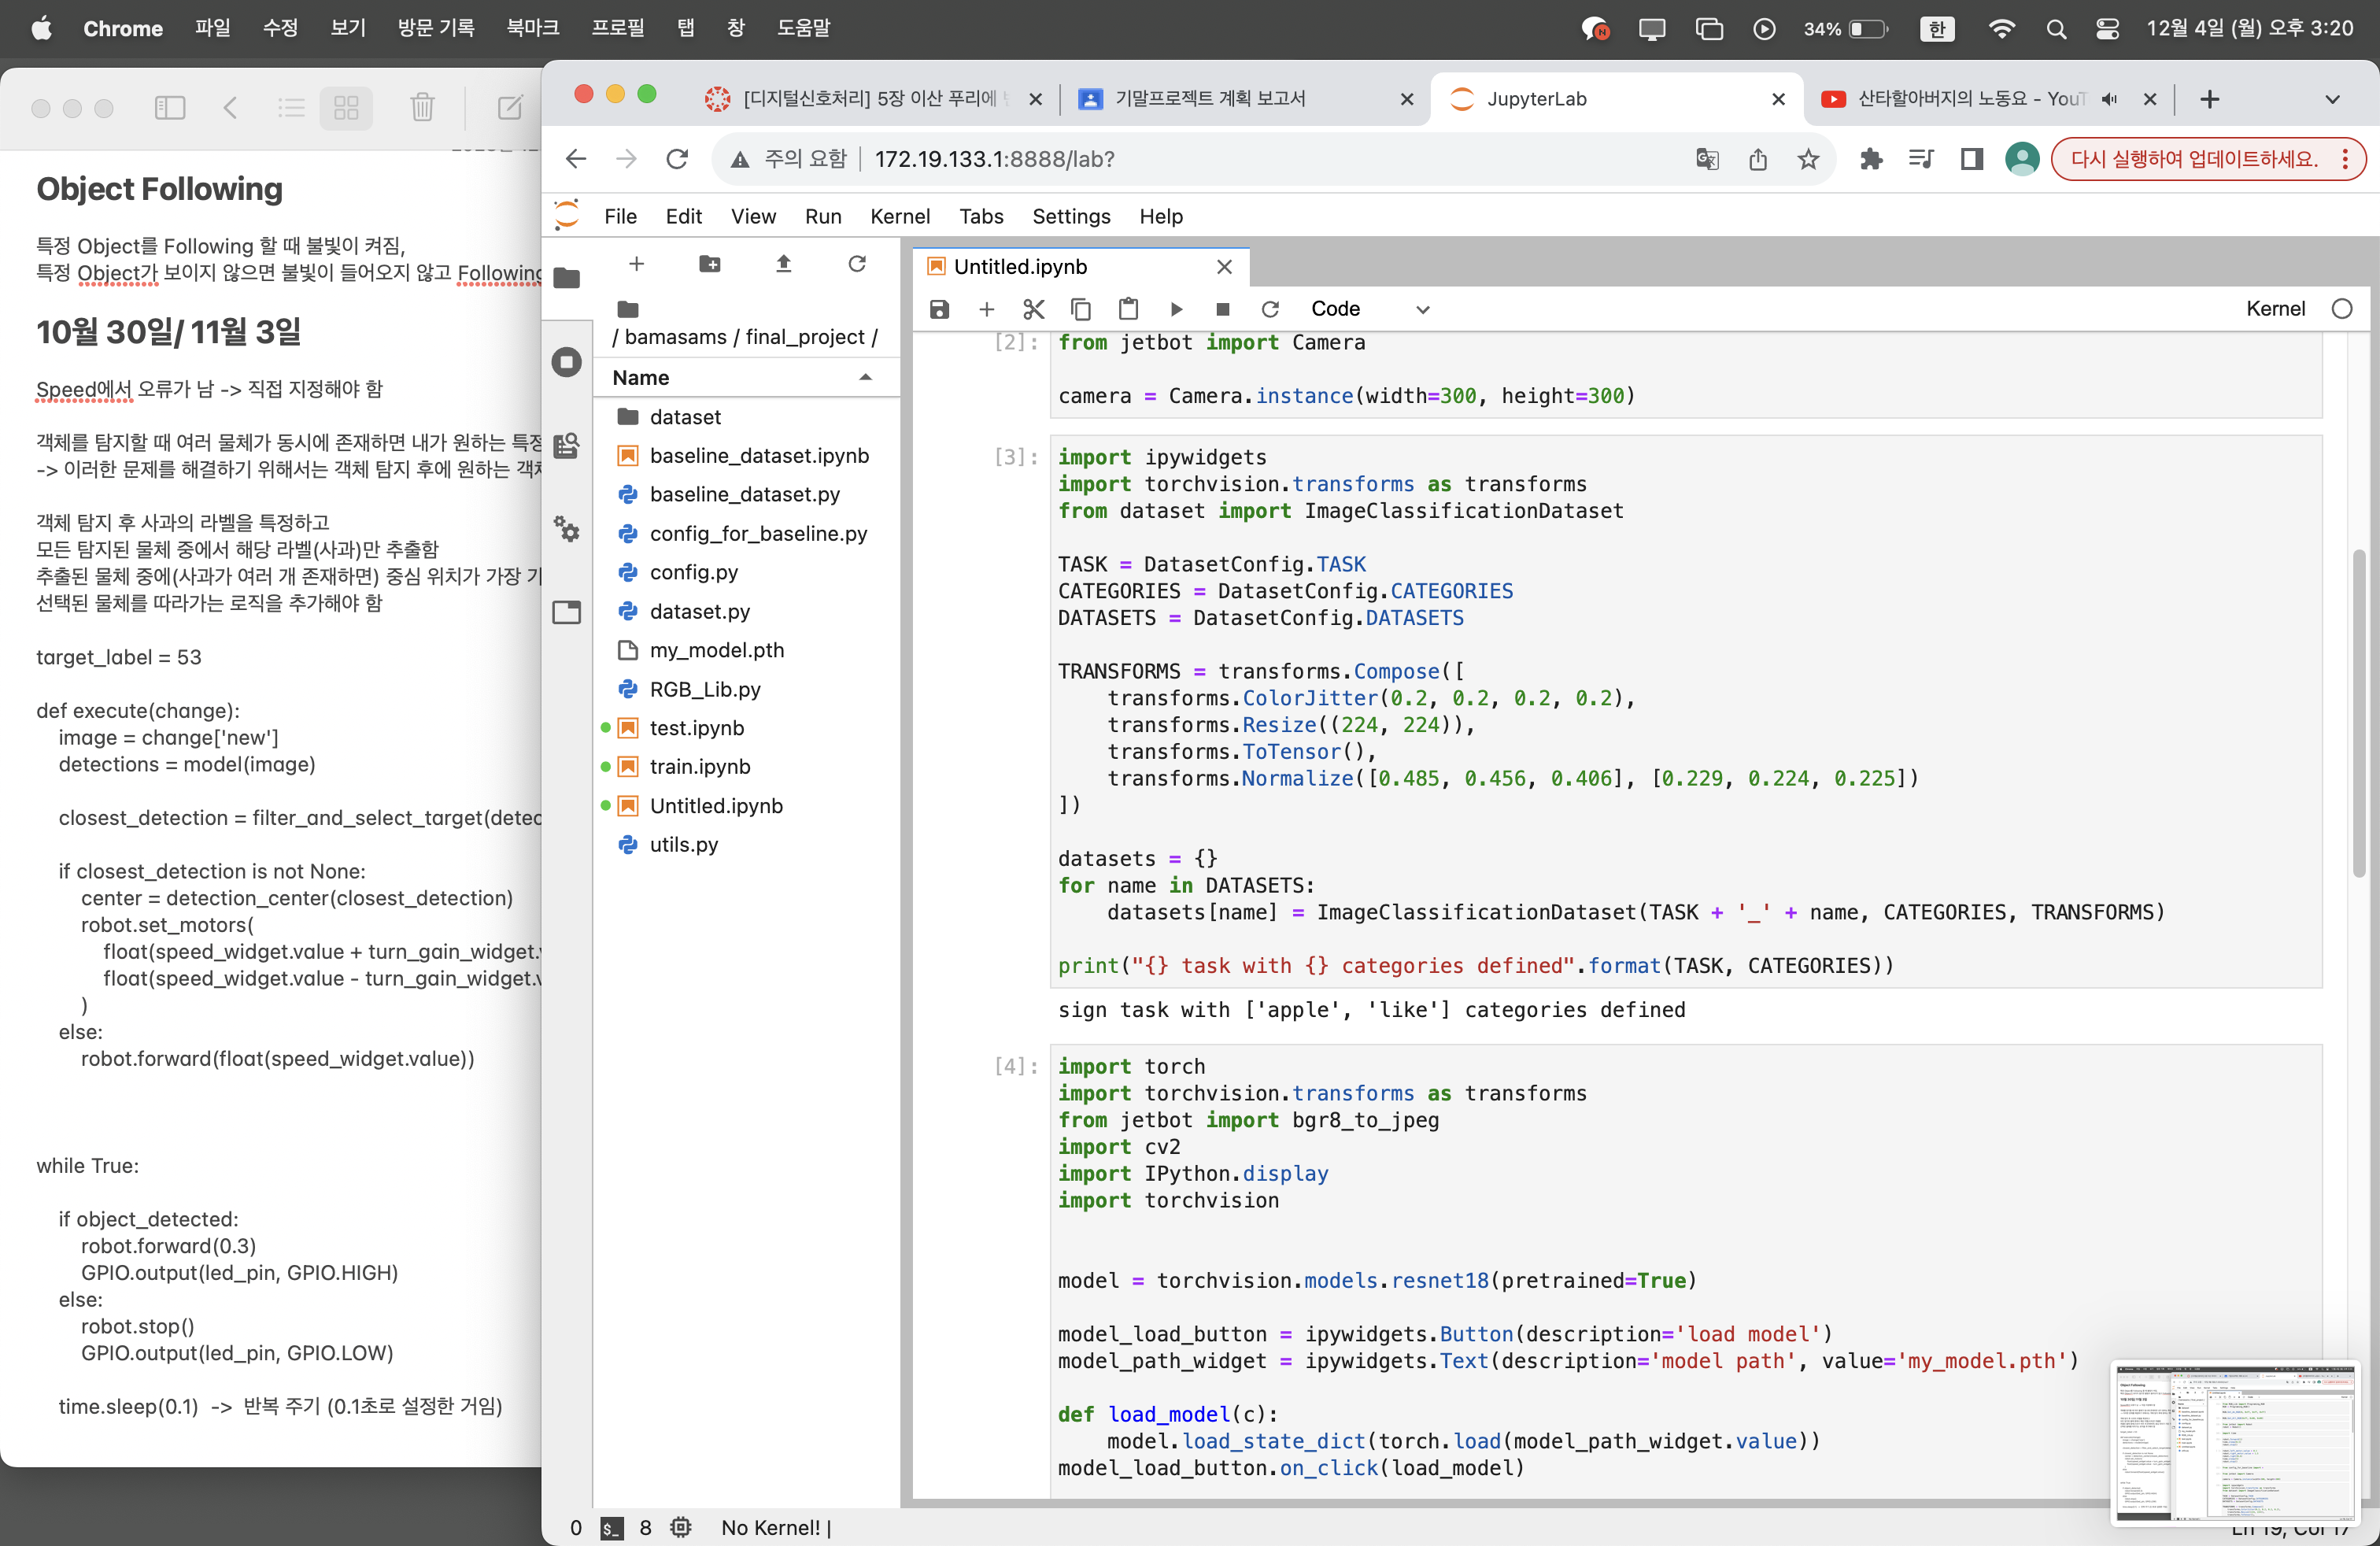 Chrome 파일 수정 보기 방문 기록 북마크 프로필 탭 창 도움말 34% 한 12월 4일 (월) 오후 3:20
Object Following
특정 Object를 Following 할 때 불빛이 켜짐,
특정 Object가 보이지 않으면 불빛이 들어오지 않고 Following
10월 30일/ 11월 3일
Speed에서 오류가 남 -> 직접 지정해야 함
객체를 탐지할 때 여러 물체가 동시에 존재하면 내가 원하는 특정
-> 이러한 문제를 해결하기 위해서는 객체 탐지 후에 원하는
객체 탐지 후 사과의 라벨을 특정하고
모든 탐지된 물체 중에서 해당 라벨(사과)만 추출함
추출된 물체 중에(사과가 여러 개 존재하면) 중심 위치가 가장
선택된 물체를 따라가는 로직을 추가해야 함
target_label = 53
def execute(change):
image = change['new']
detections = model(image)
closest_detection = filter_and_select_target(detec
if closest_detection is not None:
center = detection_center(closest_detection)
robot.set_motors(
float(speed_widget.value + turn_gain_widget.v
float(speed_widget.value - turn_gain_widget.v
)
else:
robot.forward(float(speed_widget.value))
while True:
if object_detected:
robot.forward(0.3)
GPIO.output(led_pin, GPIO.HIGH)
else:
robot.stop()
GPIO.output(led_pin, GPIO.LOW)
time.sleep(0.1) -> 반복 주기 (0.1초로 설정한 거임)
[디지털신호처리] 5장 이산 푸리에 기말프로젝트 계획 보고서 JupyterLab 산타할아버지의 노동요 - YouT
주의 요함 172.19.133.1:8888/lab? 다시 실행하여 업데이트하세요.
File Edit View Run Kernel Tabs Settings Help
/ bamasams / final_project /
Name
dataset
baseline_dataset.ipynb
baseline_dataset.py
config_for_baseline.py
config.py
dataset.py
my_model.pth
RGB_Lib.py
test.ipynb
train.ipynb
Untitled.ipynb
utils.py
Untitled.ipynb
Code Kernel
[2]: from jetbot import Camera
camera = Camera.instance(width=300, height=300)
[3]: import ipywidgets
import torchvision.transforms as transforms
from dataset import ImageClassificationDataset
TASK = DatasetConfig.TASK
CATEGORIES = DatasetConfig.CATEGORIES
DATASETS = DatasetConfig.DATASETS
TRANSFORMS = transforms.Compose([
transforms.ColorJitter(0.2, 0.2, 0.2, 0.2),
transforms.Resize((224, 224)),
transforms.ToTensor(),
transforms.Normalize([0.485, 0.456, 0.406], [0.229, 0.224, 0.225])
])
datasets = {}
for name in DATASETS:
datasets[name] = ImageClassificationDataset(TASK + '_' + name, CATEGORIES, TRANSFORMS)
print("{} task with {} categories defined".format(TASK, CATEGORIES))
sign task with ['apple', 'like'] categories defined
[4]: import torch
import torchvision.transforms as transforms
from jetbot import bgr8_to_jpeg
import cv2
import IPython.display
import torchvision
model = torchvision.models.resnet18(pretrained=True)
model_load_button = ipywidgets.Button(description='load model')
model_path_widget = ipywidgets.Text(description='model path', value='my_model.pth')
def load_model(c):
model.load_state_dict(torch.load(model_path_widget.value))
model_load_button.on_click(load_model)
0 $_ 8 No Kernel! | Ln 19, Col 17